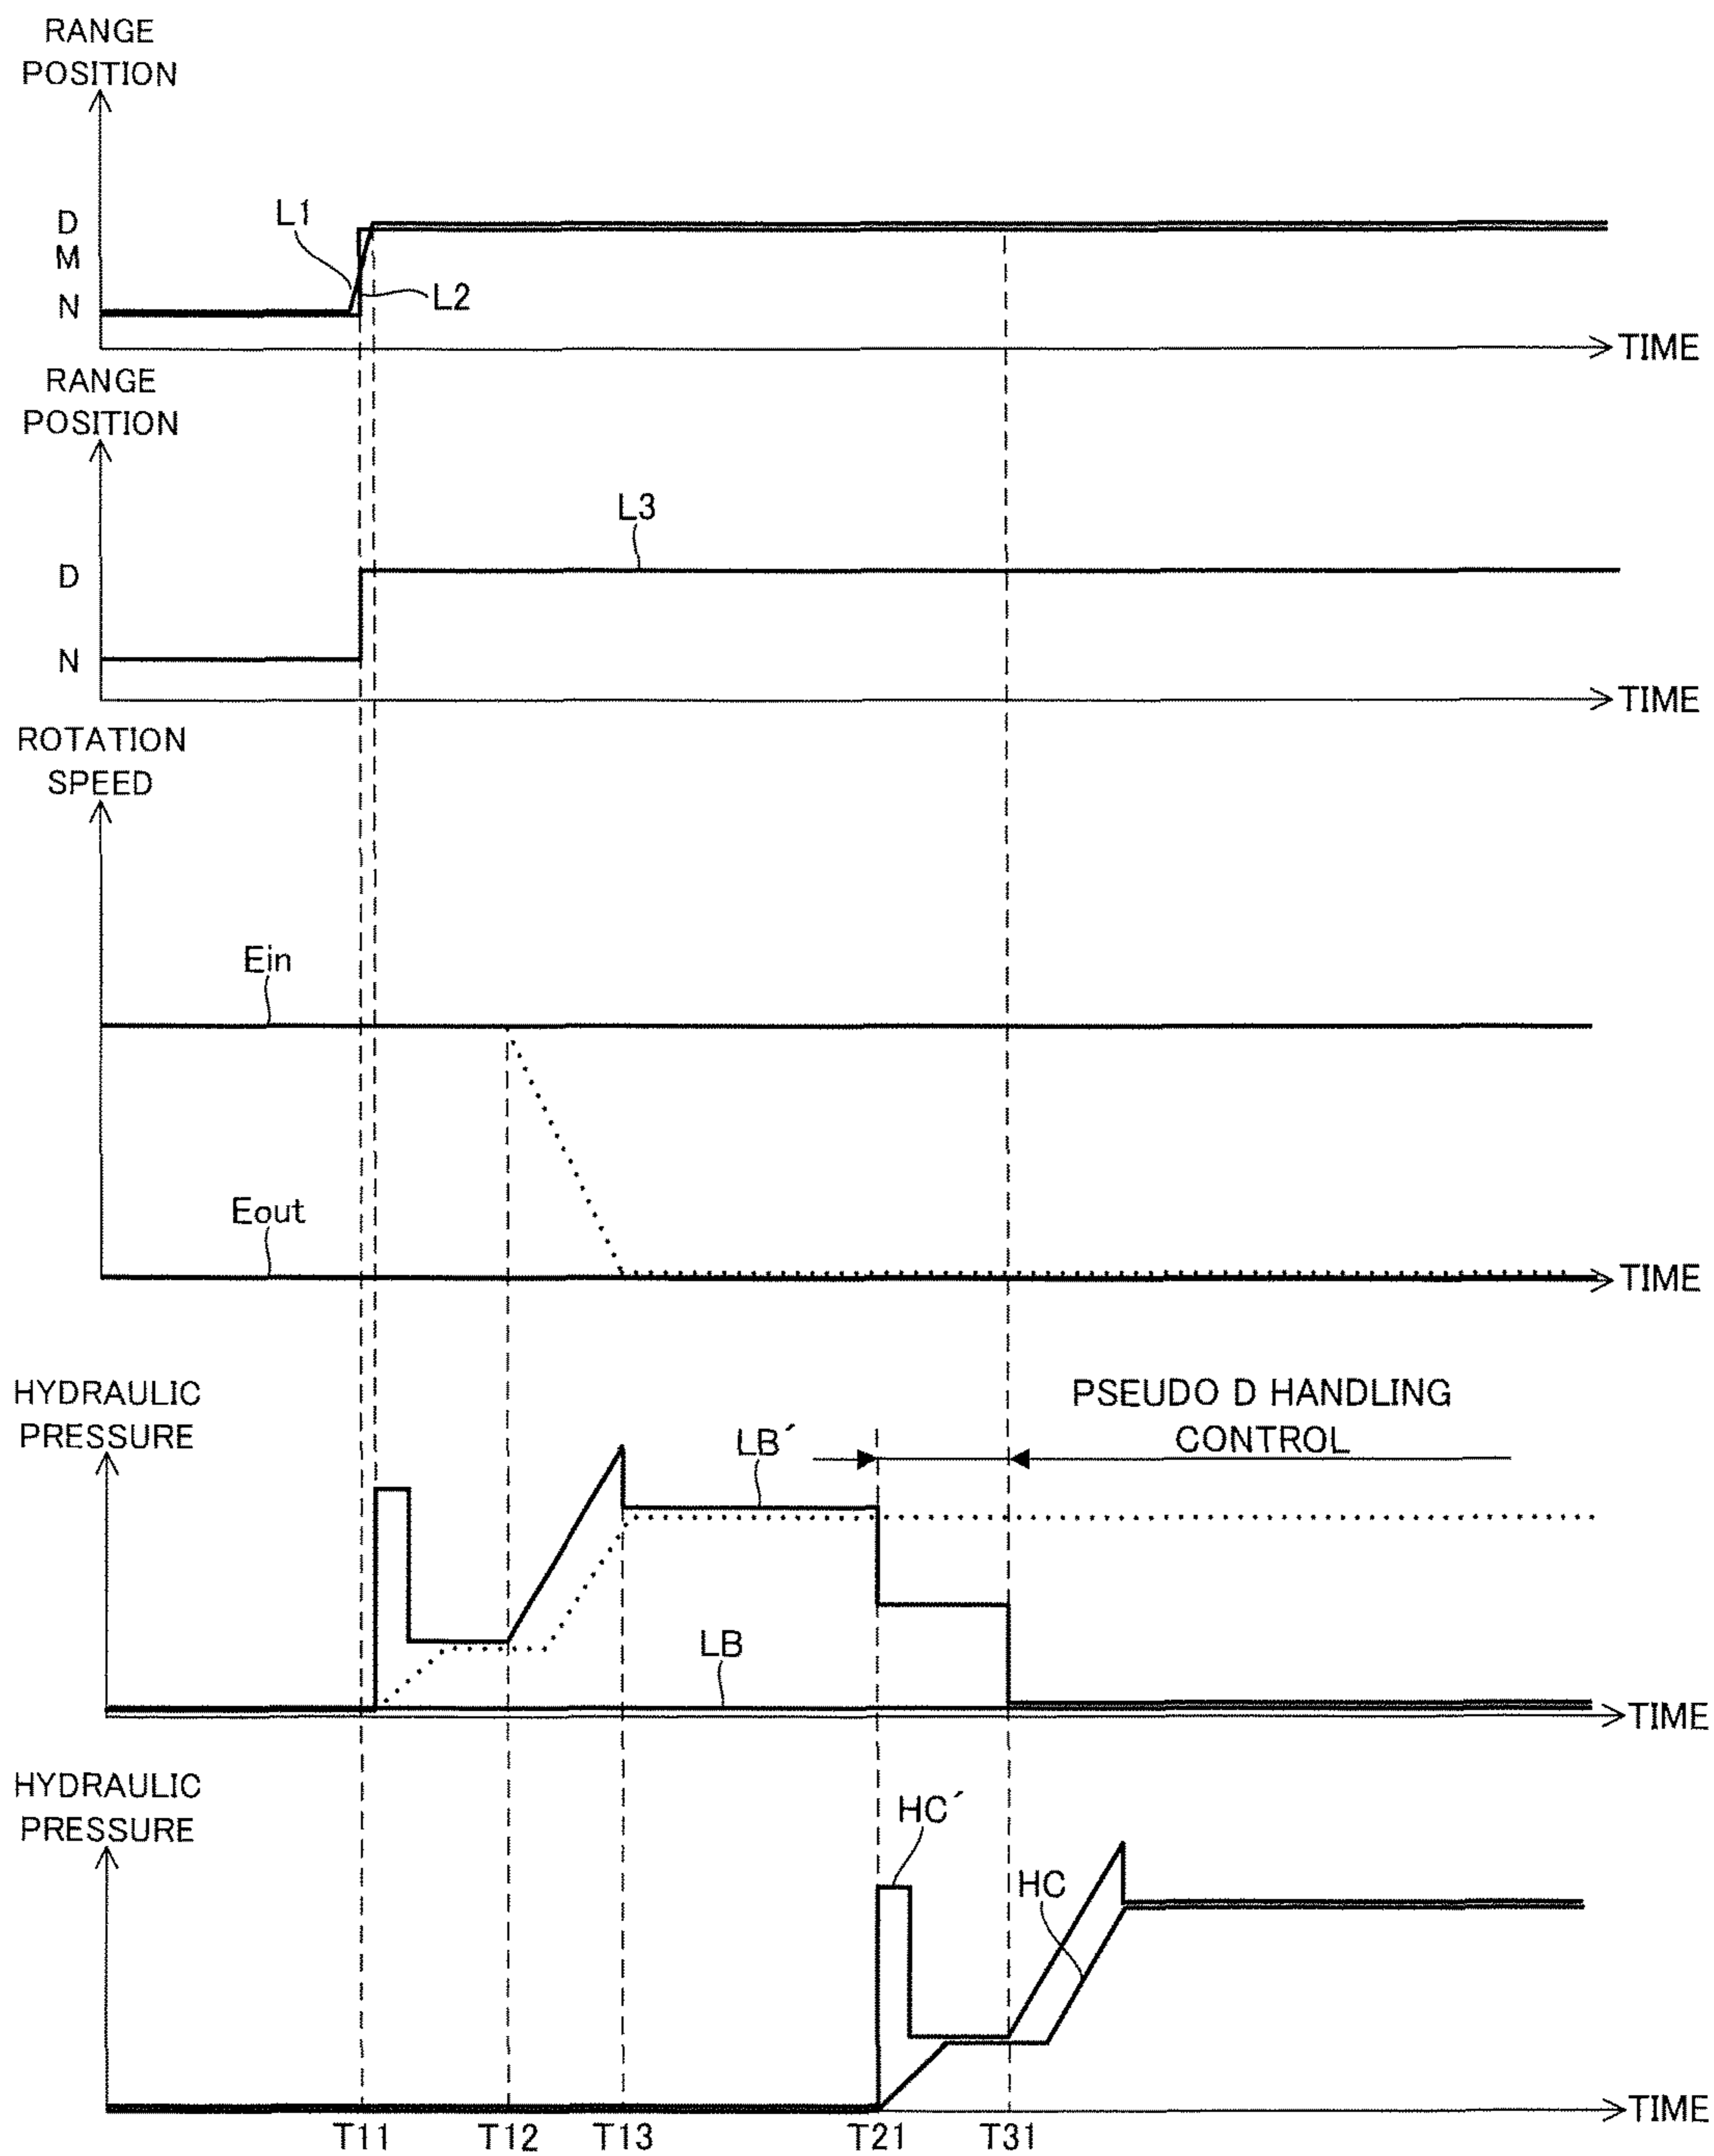 RANGE
POSITION
D
M
N
L1
L2
TIME
RANGE
POSITION
D
N
L3
TIME
ROTATION
SPEED
Ein
Eout
TIME
HYDRAULIC
PRESSURE
LB´
PSEUDO D HANDLING
CONTROL
LB
TIME
HYDRAULIC
PRESSURE
HC´
HC
TIME
T11 T12 T13 T21 T31